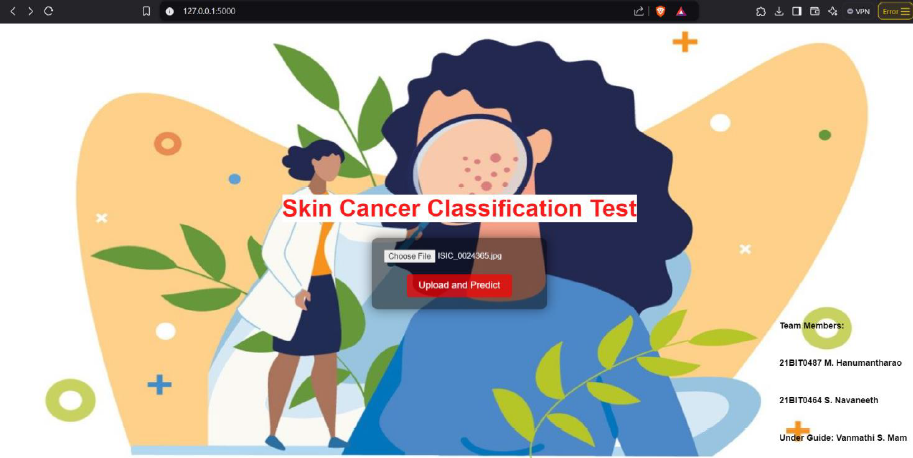 127.0.0.1:5000
VPN
Error
Skin Cancer Classification Test
Choose File ISIC_0024365.jpg
Upload and Predict
Team Members:
21BIT0487 M. Hanumantharao
21BIT0464 S. Navaneeth
Under Guide: Vanmathi S. Mam